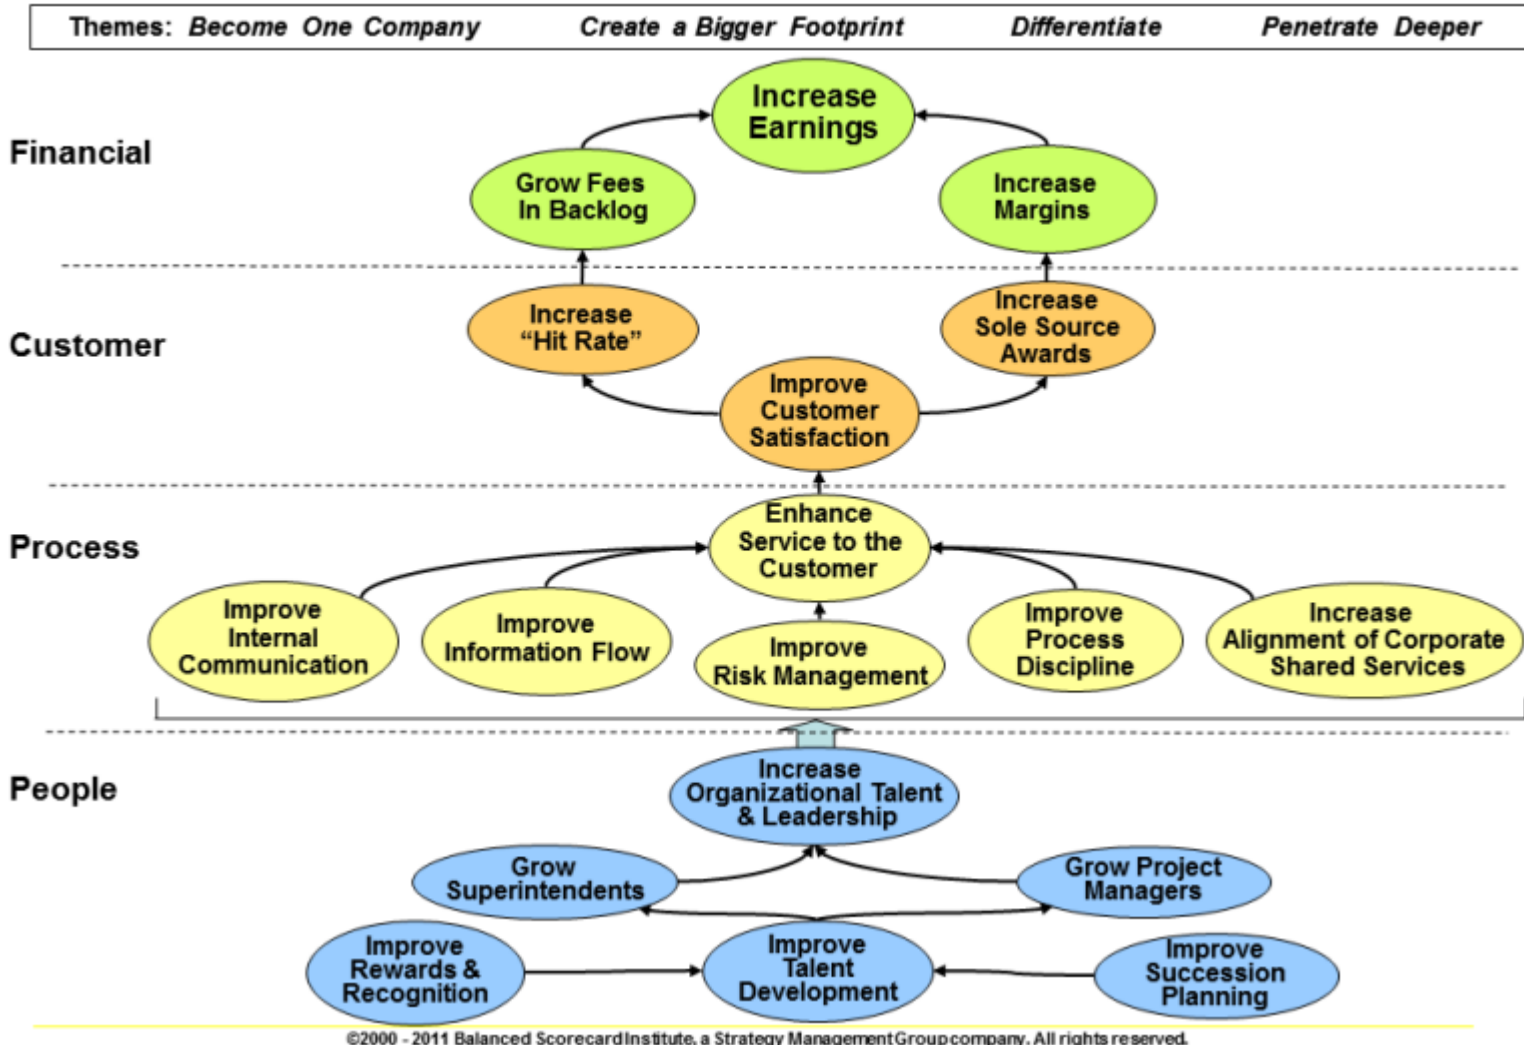 Themes: Become One Company Create a Bigger Footprint Differentiate Penetrate Deeper
Increase
Earnings
Financial
Grow Fees
In Backlog
Increase
Margins
Increase
“Hit Rate”
Increase
Sole Source
Awards
Customer
Improve
Customer
Satisfaction
Enhance
Service to the
Customer
Process
Improve
Internal
Communication
Improve
Information Flow
Improve
Risk Management
Improve
Process
Discipline
Increase
Alignment of Corporate
Shared Services
People
Increase
Organizational Talent
& Leadership
Grow
Superintendents
Grow Project
Managers
Improve
Rewards &
Recognition
Improve
Talent
Development
Improve
Succession
Planning
©2000 - 2011 Balanced Scorecard Institute, a Strategy Management Group company. All rights reserved.